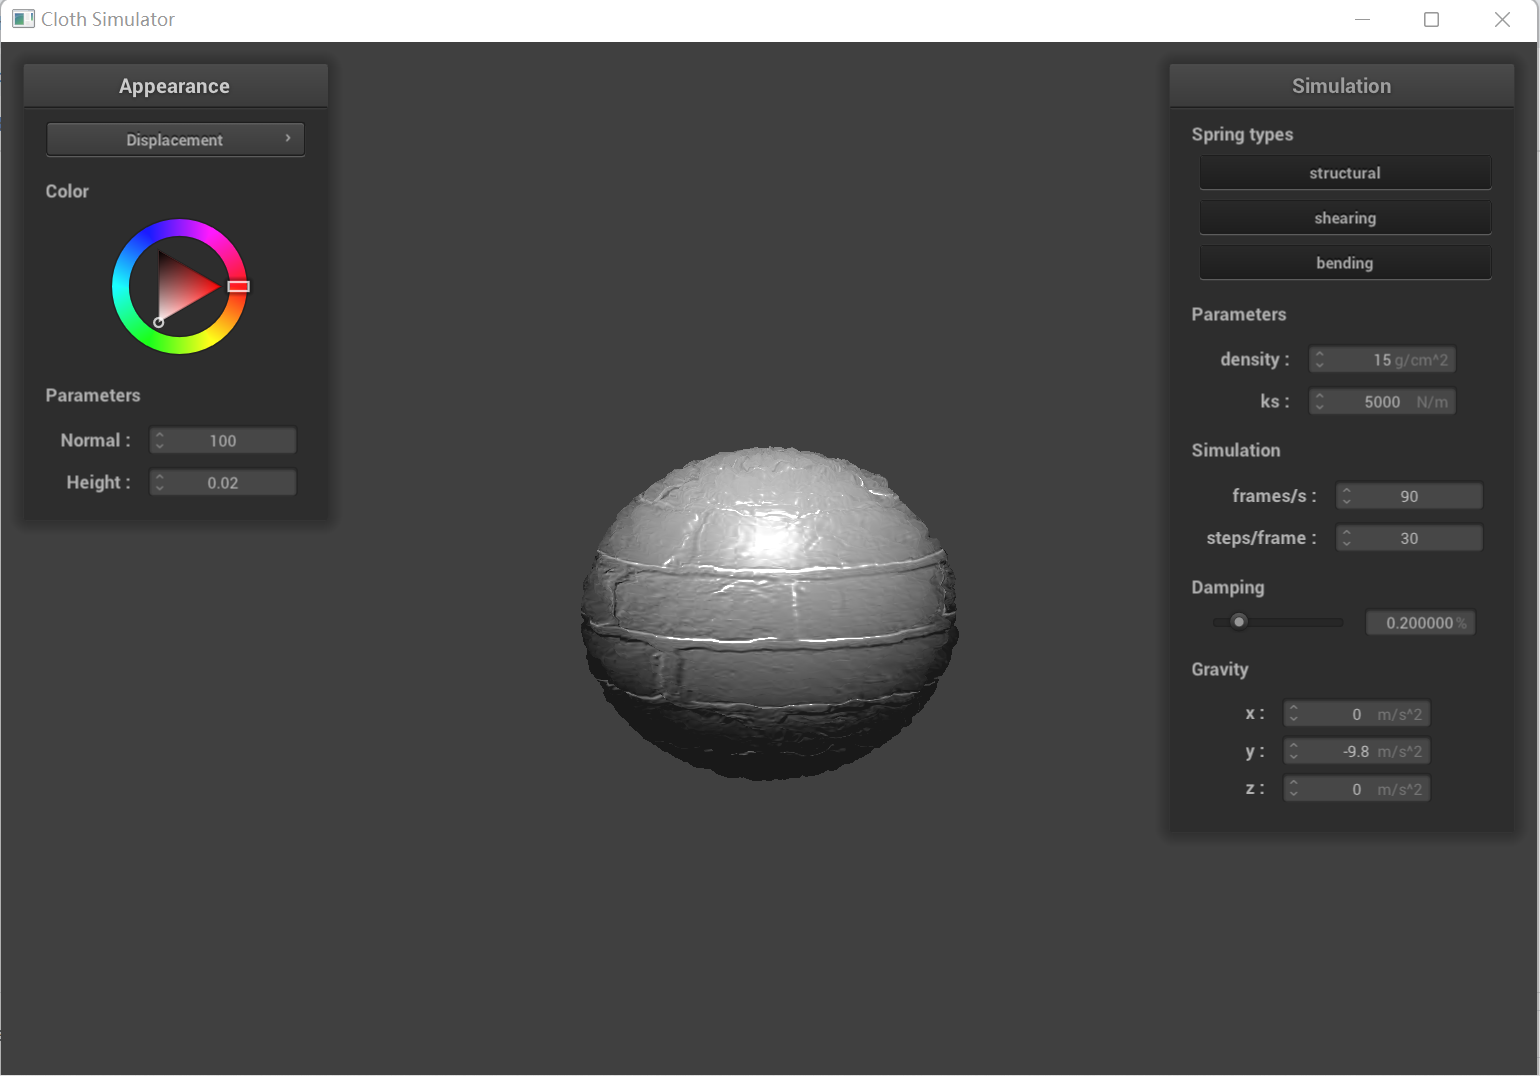 Cloth Simulator
Appearance
Displacement
Color
Parameters
Normal : 100
Height : 0.02
Simulation
Spring types
structural
shearing
bending
Parameters
density : 15 g/cm^2
ks : 5000 N/m
Simulation
frames/s : 90
steps/frame : 30
Damping
0.200000 %
Gravity
x : 0 m/s^2
y : -9.8 m/s^2
z : 0 m/s^2